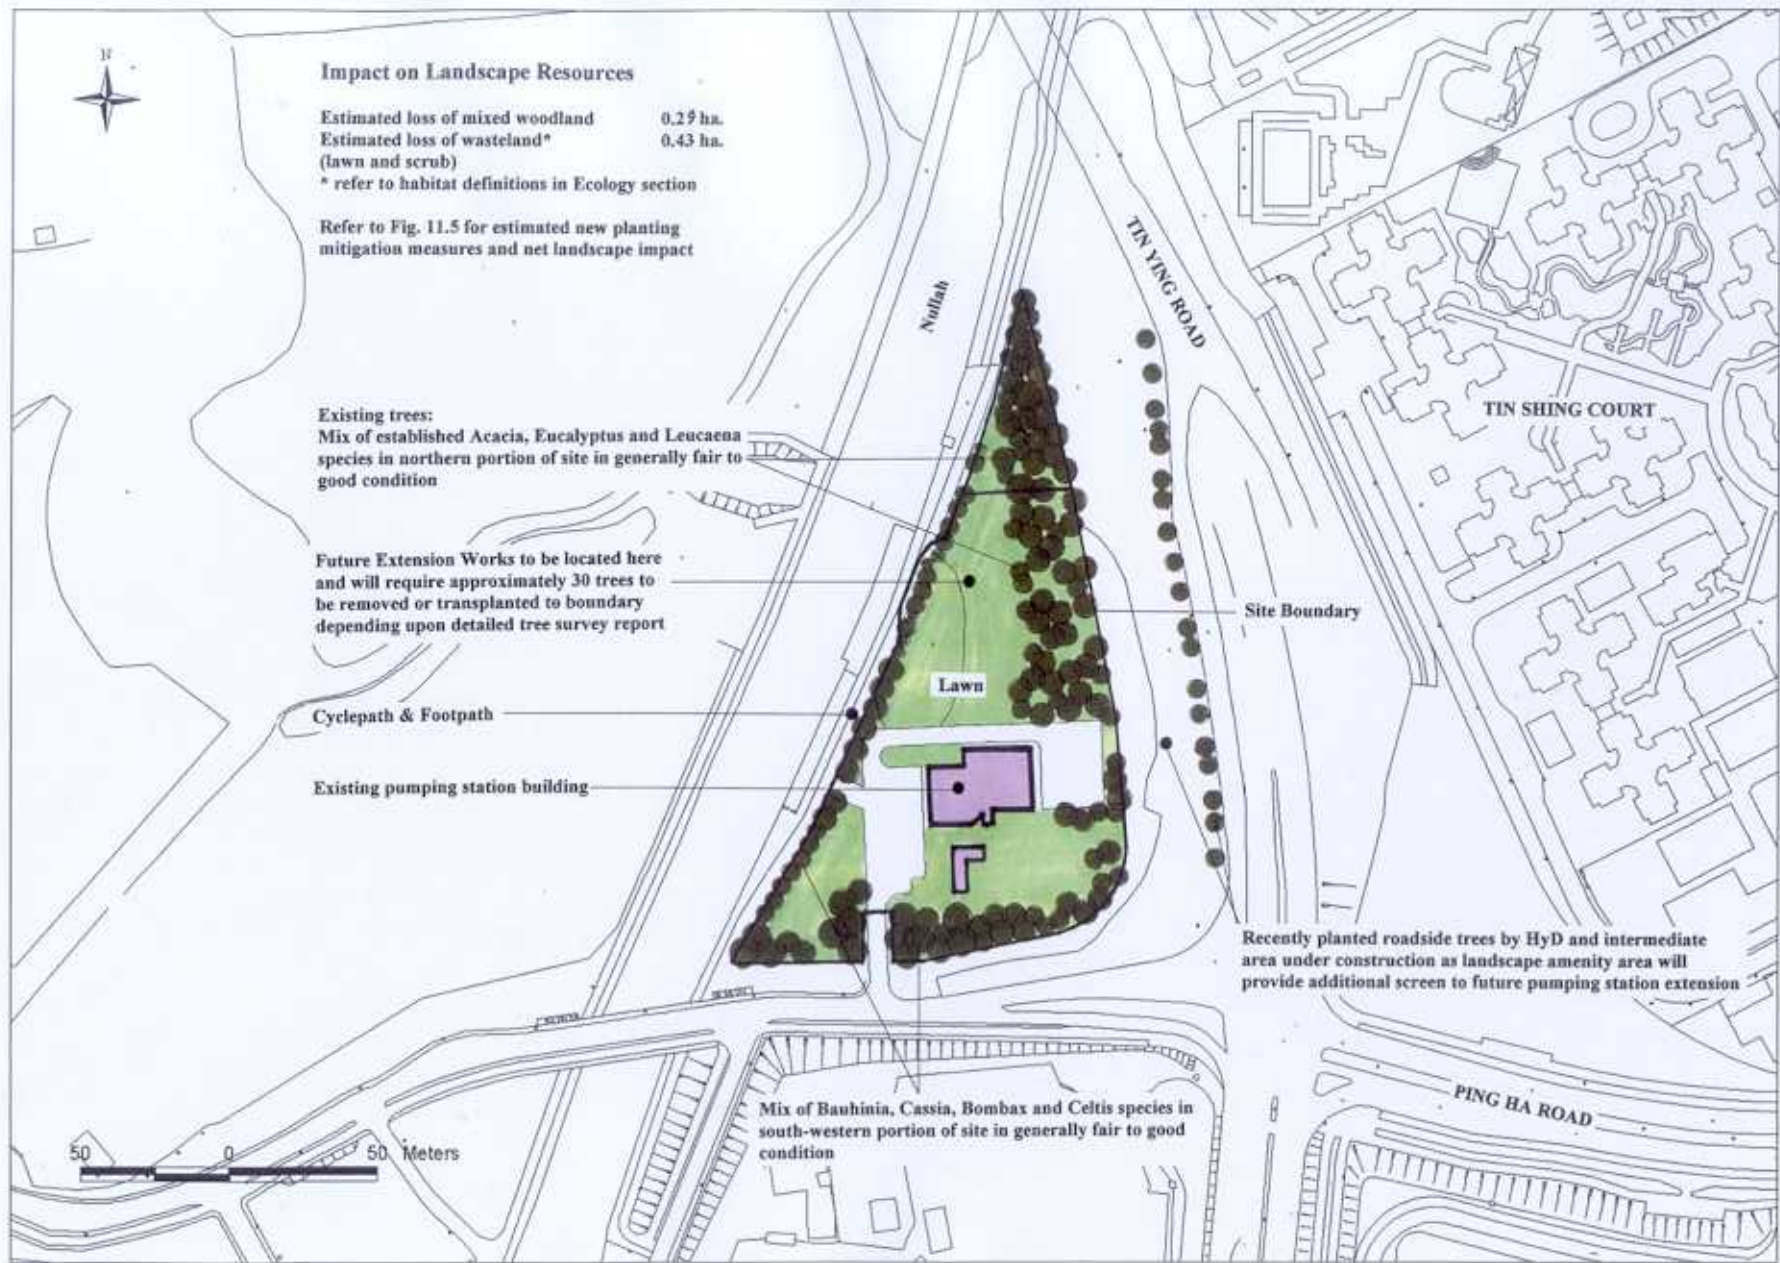 N
Impact on Landscape Resources
Estimated loss of mixed woodland 0.29 ha.
Estimated loss of wasteland* 0.43 ha.
(lawn and scrub)
* refer to habitat definitions in Ecology section
Refer to Fig. 11.5 for estimated new planting
mitigation measures and net landscape impact
Nullah
TIN YING ROAD
TIN SHING COURT
Existing trees:
Mix of established Acacia, Eucalyptus and Leucaena
species in northern portion of site in generally fair to
good condition
Future Extension Works to be located here
and will require approximately 30 trees to
be removed or transplanted to boundary
depending upon detailed tree survey report
Site Boundary
Lawn
Cyclepath & Footpath
Existing pumping station building
Recently planted roadside trees by HyD and intermediate
area under construction as landscape amenity area will
provide additional screen to future pumping station extension
PING HA ROAD
Mix of Bauhinia, Cassia, Bombax and Celtis species in
south-western portion of site in generally fair to good
condition
50 0 50 Meters